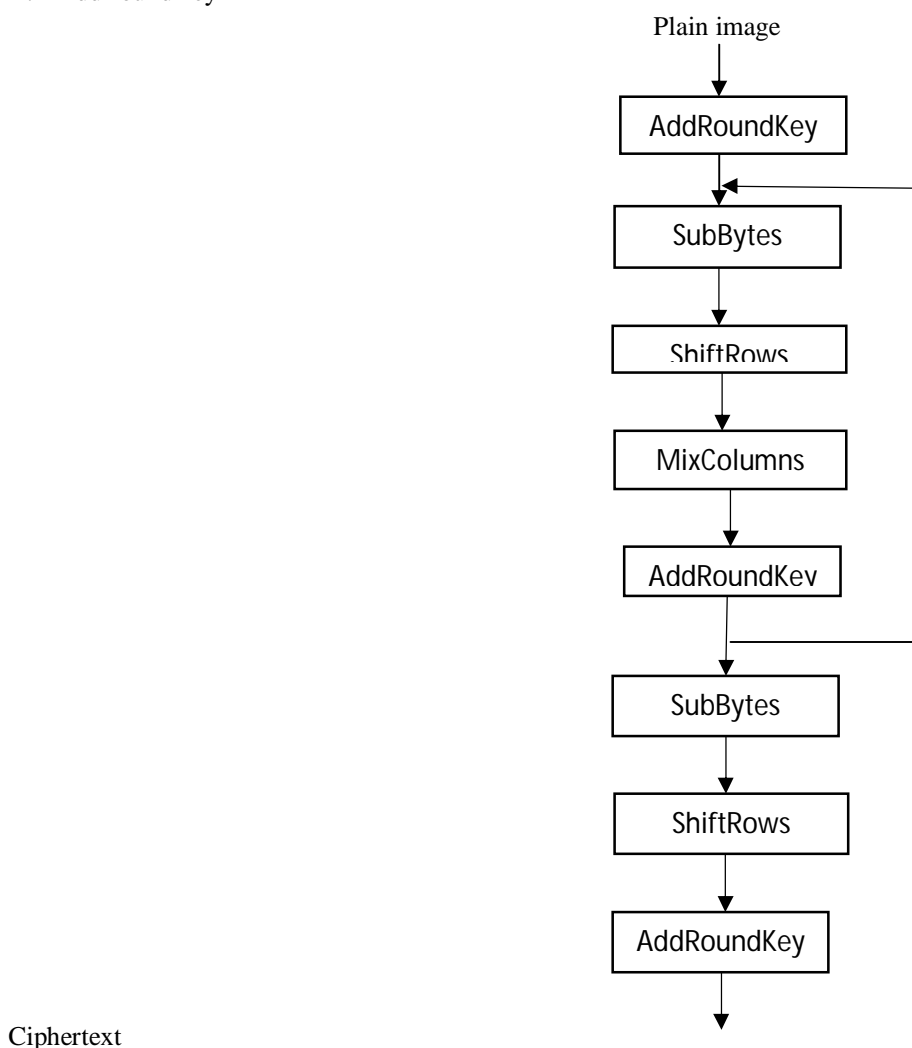 Plain image
AddRoundKey
SubBytes
ShiftRows
MixColumns
AddRoundKey
SubBytes
ShiftRows
AddRoundKey
Ciphertext